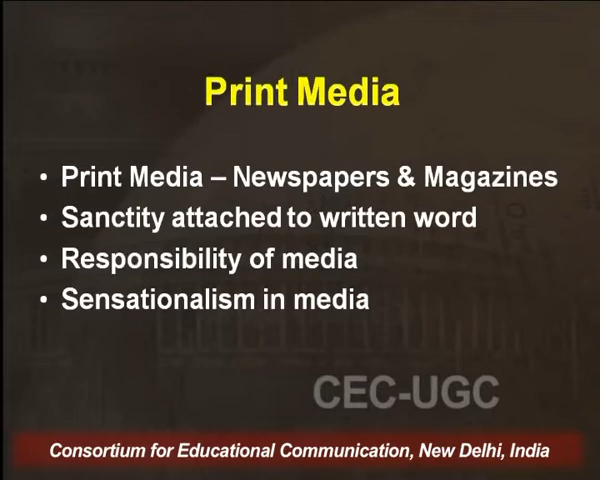 Print Media
• Print Media – Newspapers & Magazines
• Sanctity attached to written word
• Responsibility of media
• Sensationalism in media
CEC-UGC
Consortium for Educational Communication, New Delhi, India